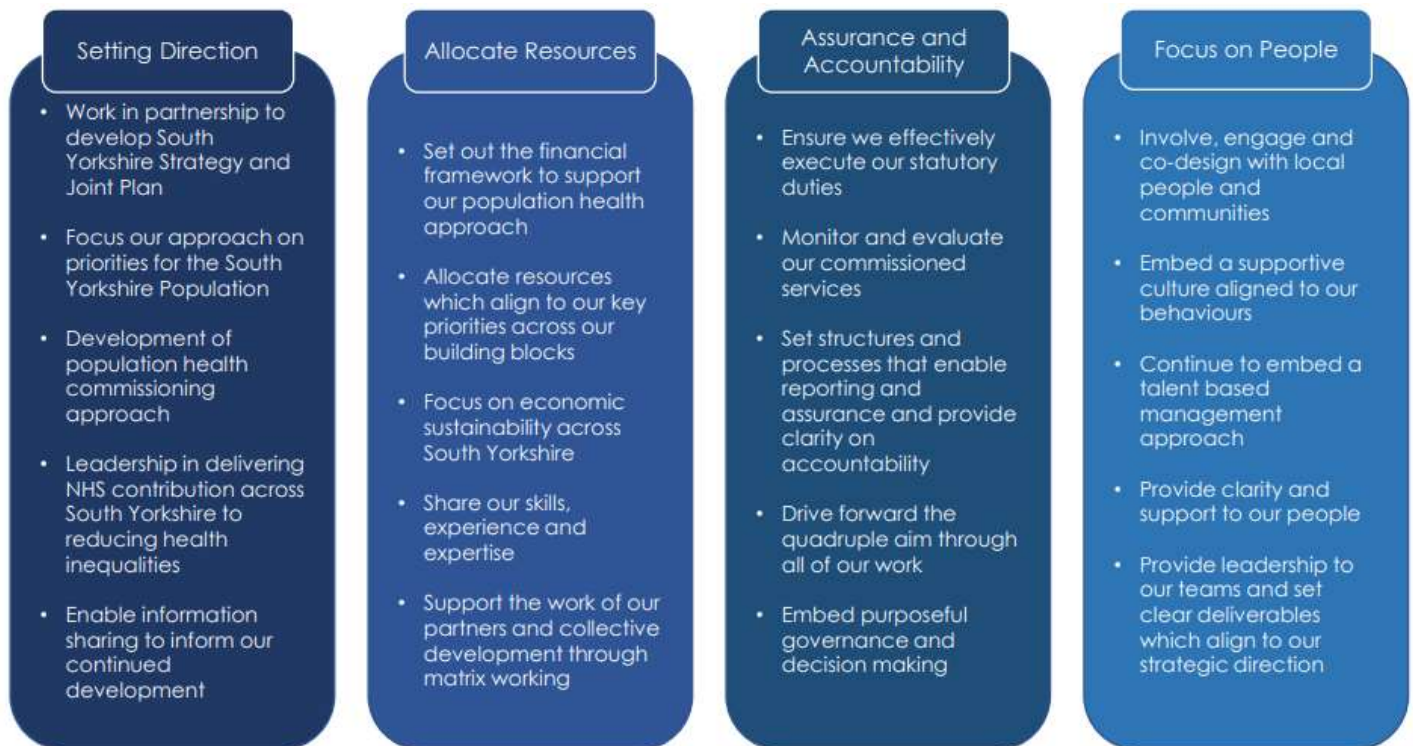 Setting Direction
• Work in partnership to
develop South
Yorkshire Strategy and
Joint Plan
• Focus our approach on
priorities for the South
Yorkshire Population
• Development of
population health
commissioning
approach
• Leadership in delivering
NHS contribution across
South Yorkshire to
reducing health
inequalities
• Enable information
sharing to inform our
continued
development
Allocate Resources
• Set out the financial
framework to support
our population health
approach
• Allocate resources
which align to our key
priorities across our
building blocks
• Focus on economic
sustainability across
South Yorkshire
• Share our skills,
experience and
expertise
• Support the work of our
partners and collective
development through
matrix working
Assurance and
Accountability
• Ensure we effectively
execute our statutory
duties
• Monitor and evaluate
our commissioned
services
• Set structures and
processes that enable
reporting and
assurance and provide
clarity on
accountability
• Drive forward the
quadruple aim through
all of our work
• Embed purposeful
governance and
decision making
Focus on People
• Involve, engage and
co-design with local
people and
communities
• Embed a supportive
culture aligned to our
behaviours
• Continue to embed a
talent based
management
approach
• Provide clarity and
support to our people
• Provide leadership to
our teams and set
clear deliverables
which align to our
strategic direction